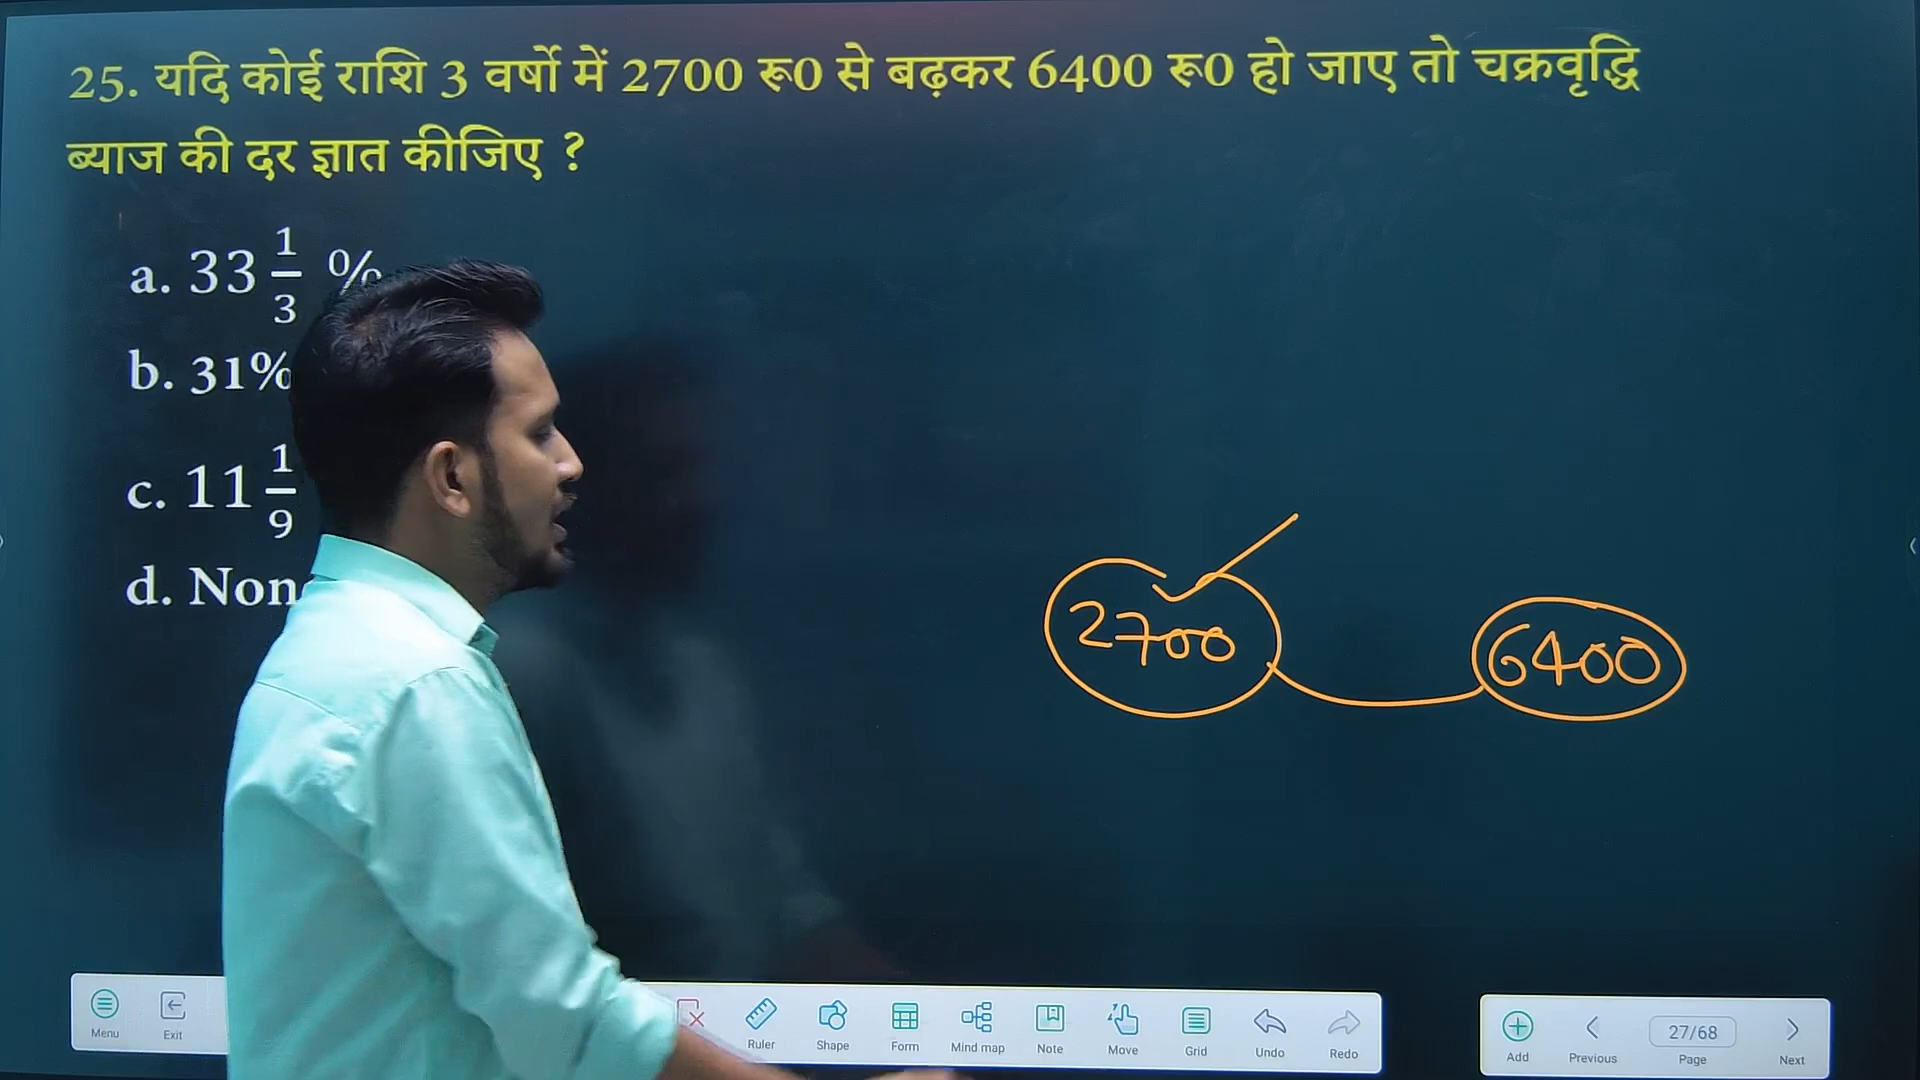 25. यदि कोई राशि 3 वर्षो में 2700 रू0 से बढ़कर 6400 रू0 हो जाए तो चक्रवृद्धि
ब्याज की दर ज्ञात कीजिए ?
a. 33 1/3 %
b. 31%
c. 11 1/9
d. Non
2700
6400
Menu
Exit
Ruler
Shape
Form
Mind map
Note
Move
Grid
Undo
Redo
Add
Previous
27/68
Page
Next